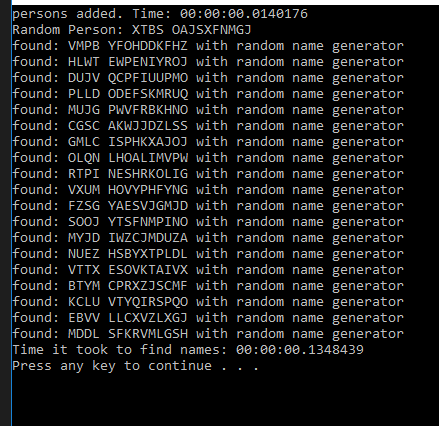 persons added. Time: 00:00:00.0140176
Random Person: XTBS OAJSXFNMGJ
found: VMPB YFOHDDKFHZ with random name generator
found: HLWT EWPENIYROJ with random name generator
found: DUJV QCPFIUUPMO with random name generator
found: PLLD ODEFSKMRUQ with random name generator
found: MUJG PWVFRBKHNO with random name generator
found: CGSC AKWJJDZLSS with random name generator
found: GMLC ISPHKXAJOJ with random name generator
found: OLQN LHOALIMVPW with random name generator
found: RTPI NESHRKOLIG with random name generator
found: VXUM HOVYPHFYNG with random name generator
found: FZSG YAESVJGMJD with random name generator
found: SOOJ YTSFNMPINO with random name generator
found: MYJD IWZCJMDUZA with random name generator
found: NUEZ HSBYXTPLDL with random name generator
found: VTTX ESOVKTAIVX with random name generator
found: BTYM CPRXZJSCMF with random name generator
found: KCLU VTYQIRSPQO with random name generator
found: EBVV LLCXVZLXGJ with random name generator
found: MDDL SFKRVMLGSH with random name generator
Time it took to find names: 00:00:00.1348439
Press any key to continue . . .